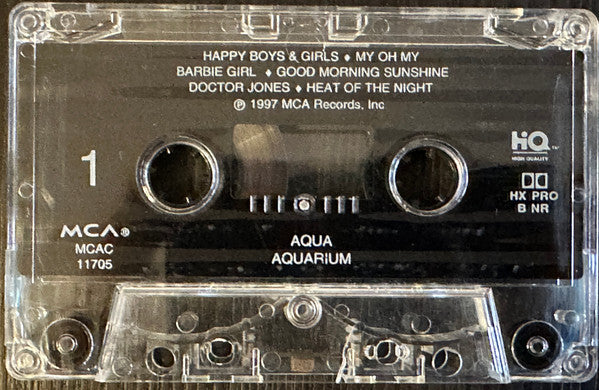 HAPPY BOYS & GIRLS ♦ MY OH MY
BARBIE GIRL ♦ GOOD MORNING SUNSHINE
DOCTOR JONES ♦ HEAT OF THE NIGHT
℗ 1997 MCA Records, Inc
1
HiQ™
HIGH QUALITY
HX PRO
B NR
MCA®
MCAC
11705
AQUA
AQUARIUM